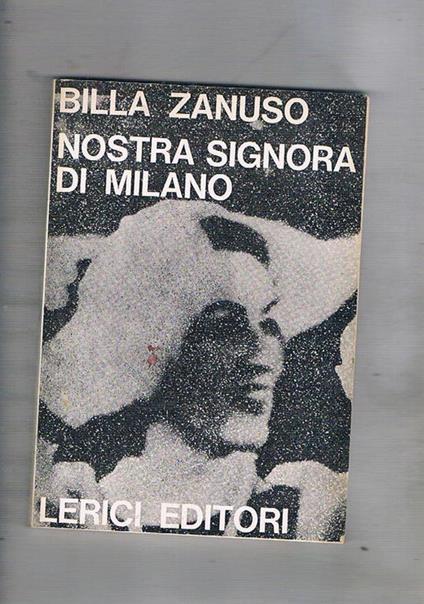 BILLA ZANUSO
NOSTRA SIGNORA
DI MILANO
LERICI EDITORI